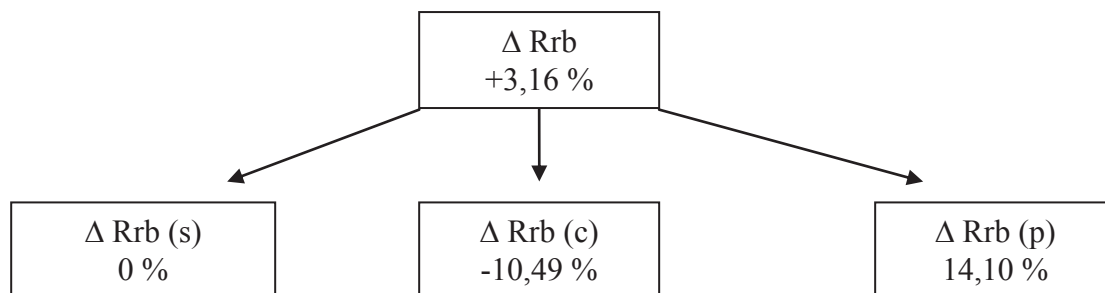 Δ Rrb
+3,16 %
Δ Rrb (s)
0 %
Δ Rrb (c)
-10,49 %
Δ Rrb (p)
14,10 %